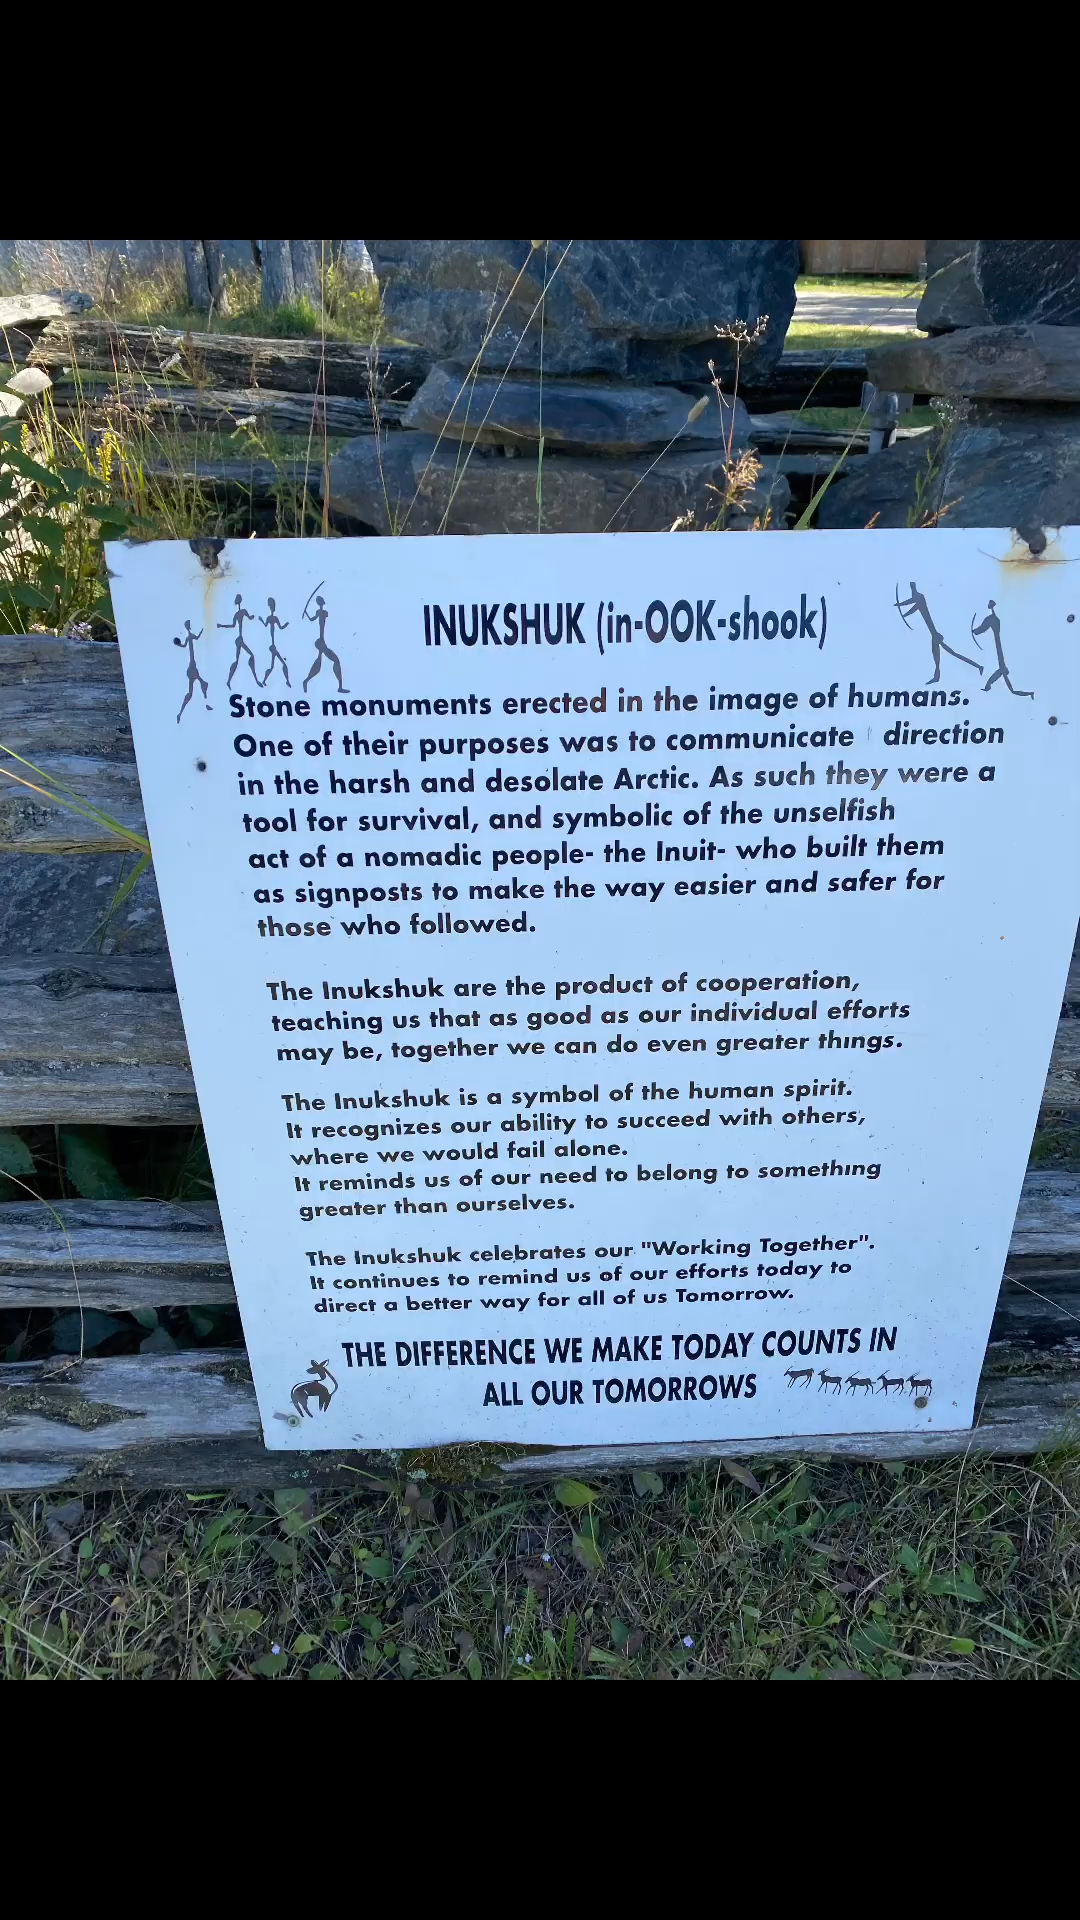 INUKSHUK (in-OOK-shook)
Stone monuments erected in the image of humans.
One of their purposes was to communicate direction
in the harsh and desolate Arctic. As such they were a
tool for survival, and symbolic of the unselfish
act of a nomadic people- the Inuit- who built them
as signposts to make the way easier and safer for
those who followed.
The Inukshuk are the product of cooperation,
teaching us that as good as our individual efforts
may be, together we can do even greater things.
The Inukshuk is a symbol of the human spirit.
It recognizes our ability to succeed with others,
where we would fail alone.
It reminds us of our need to belong to something
greater than ourselves.
The Inukshuk celebrates our "Working Together".
It continues to remind us of our efforts today to
direct a better way for all of us Tomorrow.
THE DIFFERENCE WE MAKE TODAY COUNTS IN
ALL OUR TOMORROWS